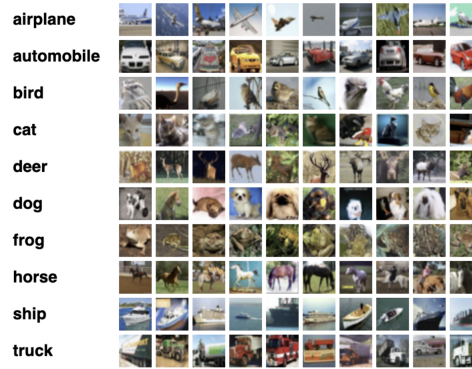 airplane
automobile
bird
cat
deer
dog
frog
horse
ship
truck